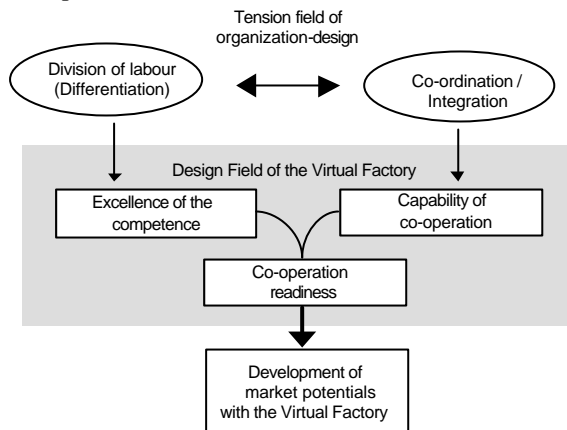 Tension field of
organization-design
Division of labour
(Differentiation)
Co-ordination /
Integration
Design Field of the Virtual Factory
Excellence of the
competence
Capability of
co-operation
Co-operation
readiness
Development of
market potentials
with the Virtual Factory